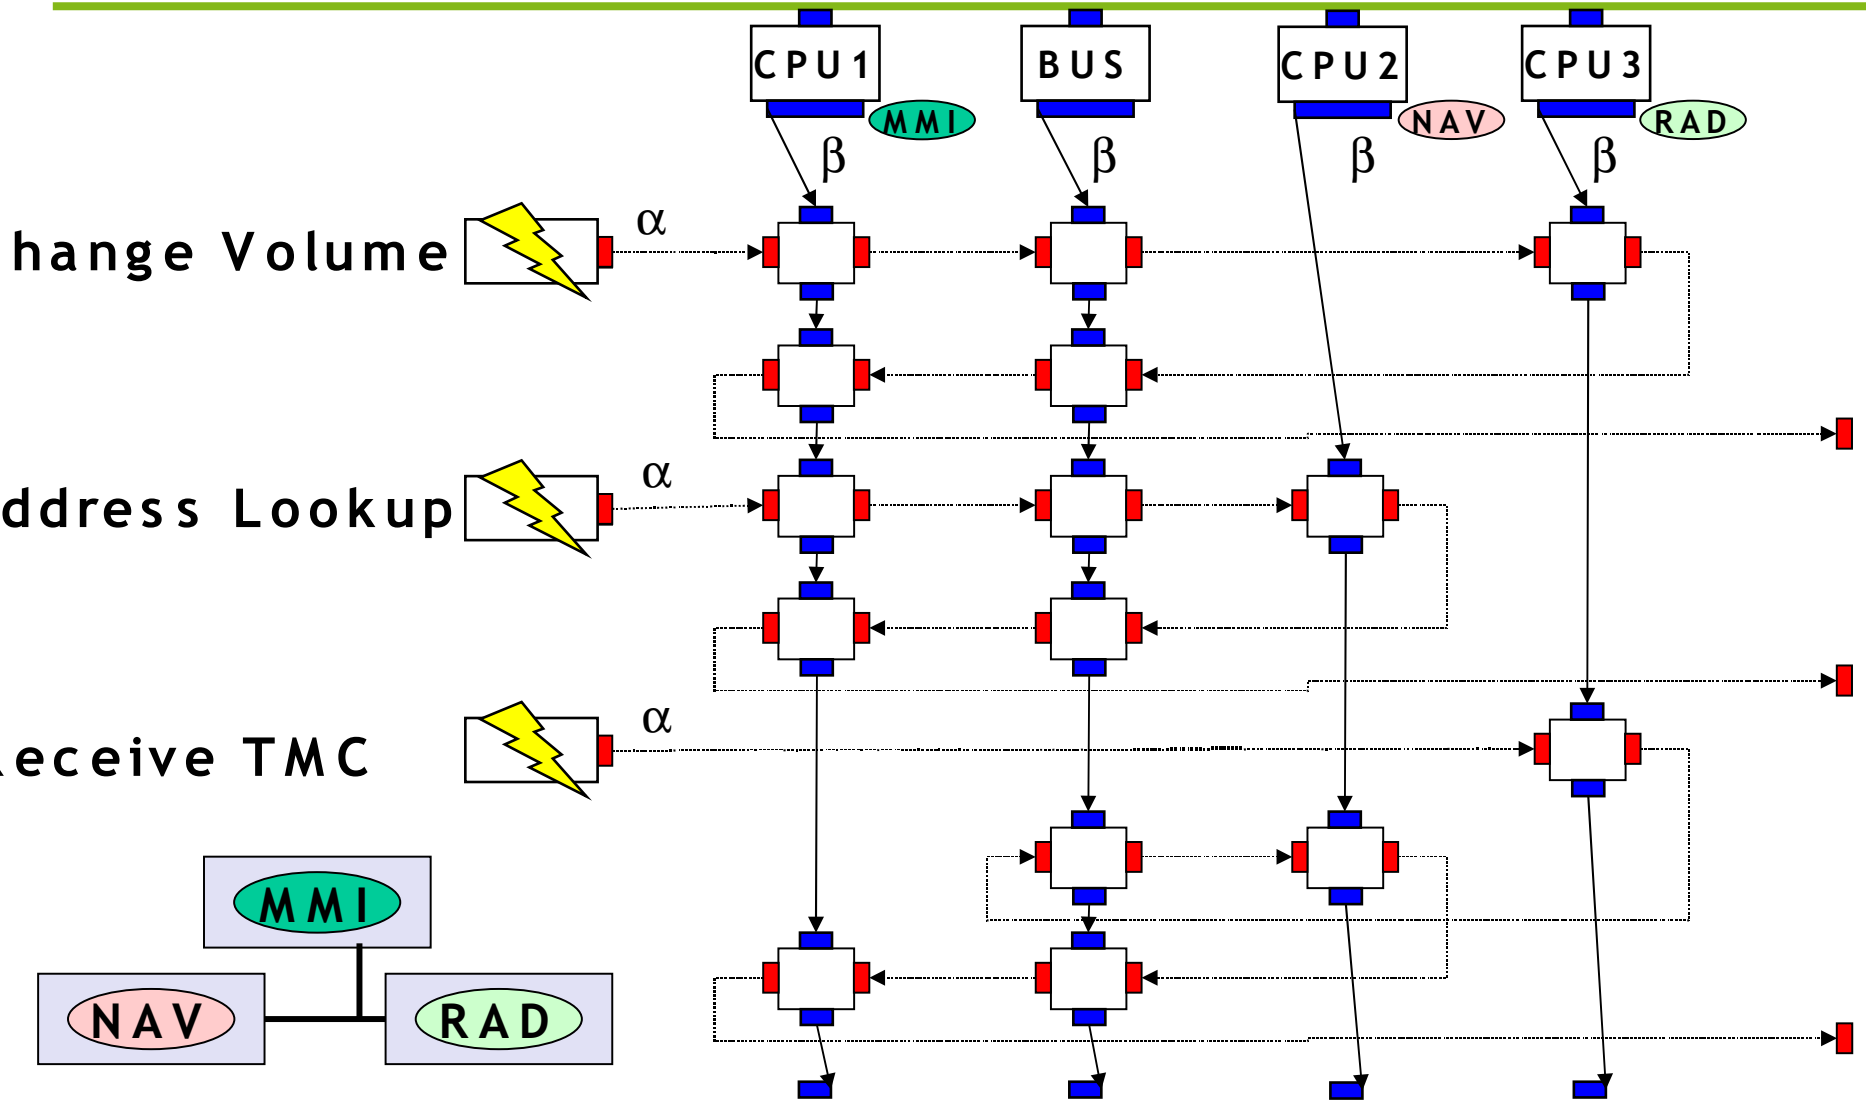 CPU1 BUS CPU2 CPU3
MMI NAV RAD
β β β β
α
hange Volume
α
ddress Lookup
α
eceive TMC
MMI
NAV RAD